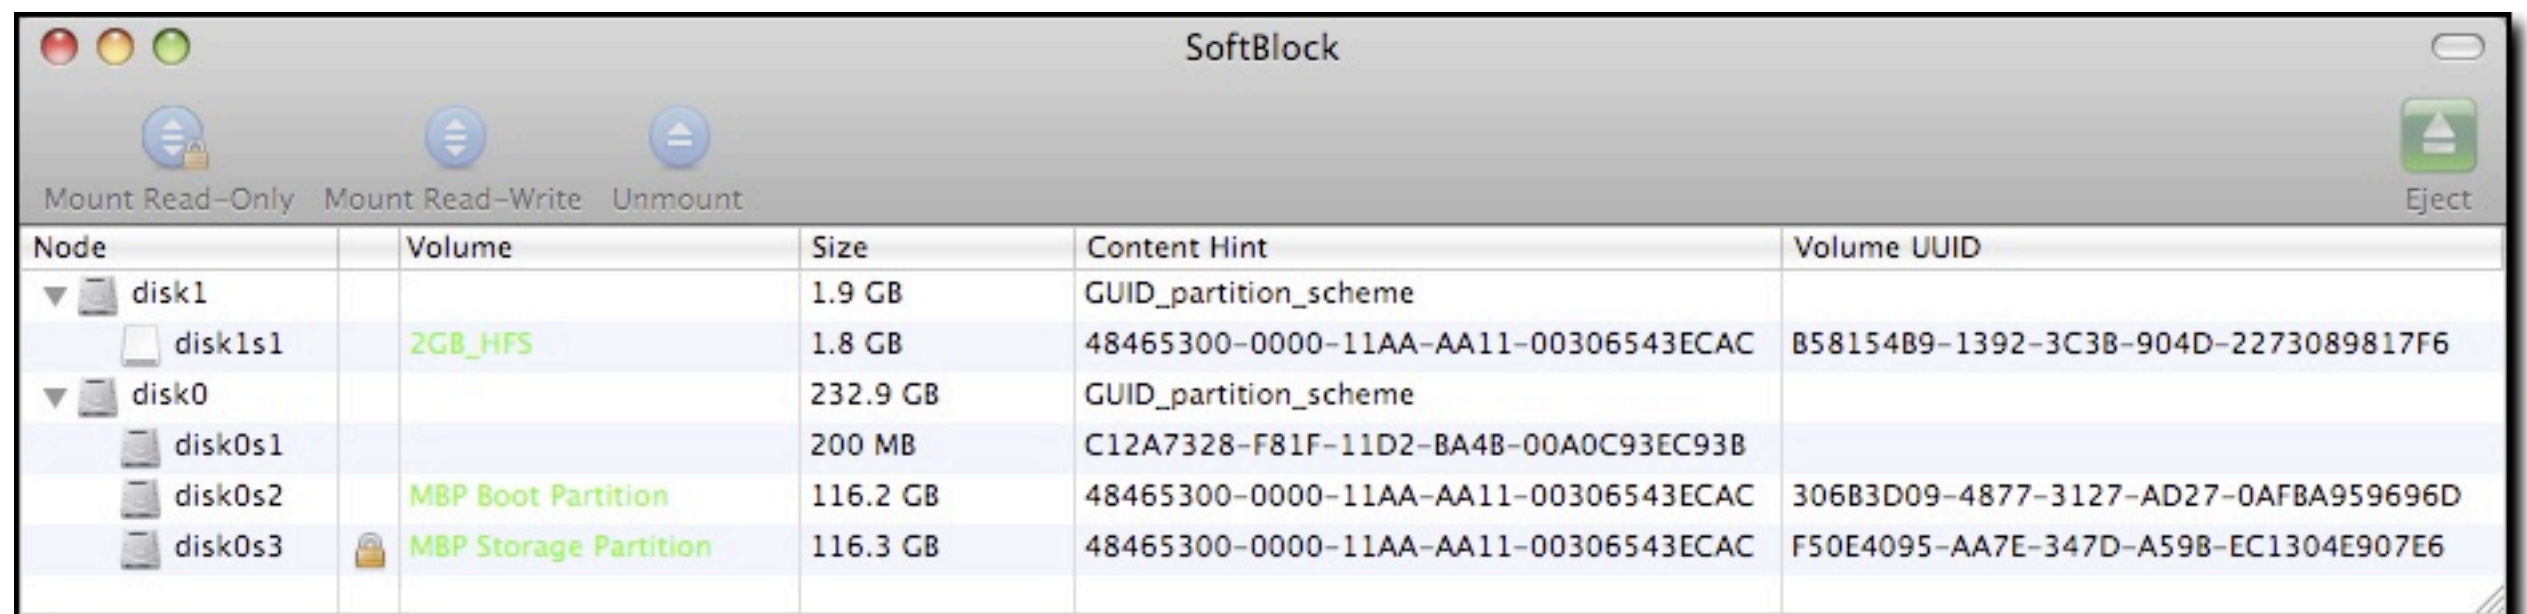 SoftBlock
Mount Read-Only Mount Read-Write Unmount Eject
Node Volume Size Content Hint Volume UUID
disk1 1.9 GB GUID_partition_scheme
disk1s1 2GB_HFS 1.8 GB 48465300-0000-11AA-AA11-00306543ECAC B58154B9-1392-3C3B-904D-2273089817F6
disk0 232.9 GB GUID_partition_scheme
disk0s1 200 MB C12A7328-F81F-11D2-BA4B-00A0C93EC93B
disk0s2 MBP Boot Partition 116.2 GB 48465300-0000-11AA-AA11-00306543ECAC 306B3D09-4877-3127-AD27-0AFBA959696D
disk0s3 MBP Storage Partition 116.3 GB 48465300-0000-11AA-AA11-00306543ECAC F50E4095-AA7E-347D-A59B-EC1304E907E6